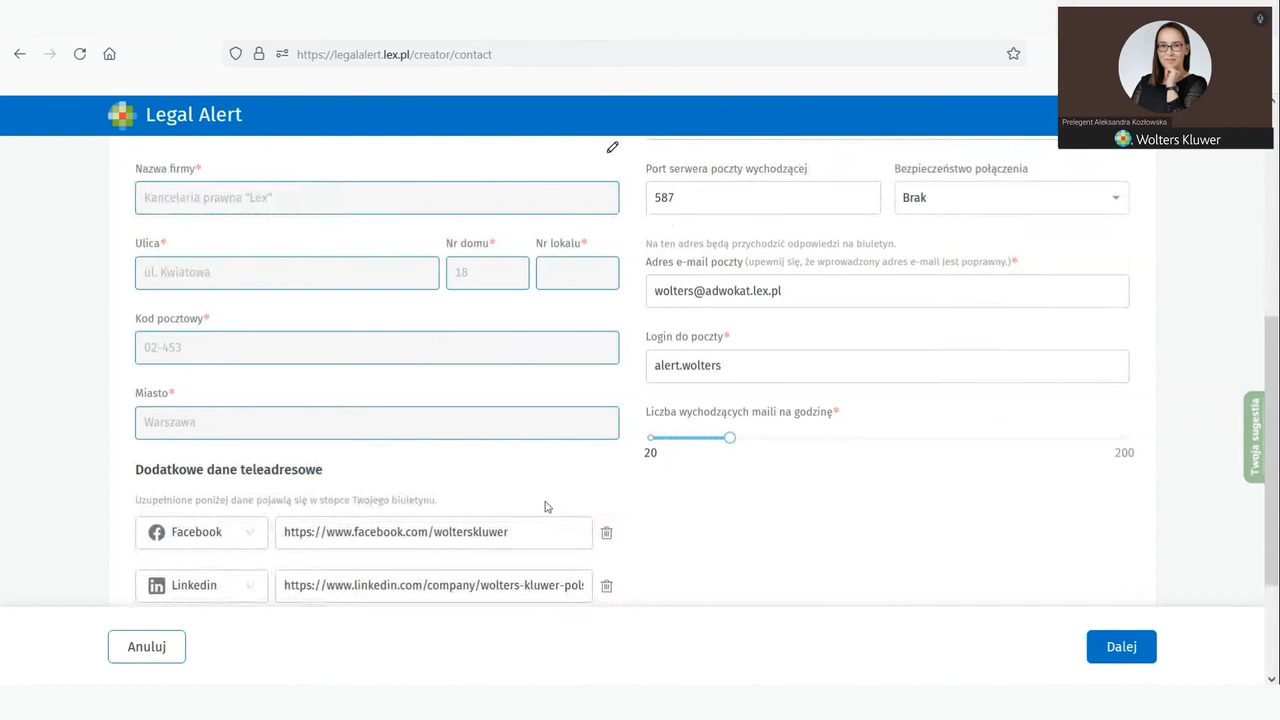 https://legalalert.lex.pl/creator/contact
Prelegent Aleksandra Kozłowska
Wolters Kluwer
Legal Alert
Nazwa firmy*
Kancelaria prawna "Lex"
Ulica*
Nr domu*
Nr lokalu*
ul. Kwiatowa
18
Kod pocztowy*
02-453
Miasto*
Warszawa
Dodatkowe dane teleadresowe
Uzupełnione poniżej dane pojawią się w stopce Twojego biuletynu.
Facebook
https://www.facebook.com/wolterskluwer
Linkedin
https://www.linkedin.com/company/wolters-kluwer-pols
Port serwera poczty wychodzącej
Bezpieczeństwo połączenia
587
Brak
Na ten adres będą przychodzić odpowiedzi na biuletyn.
Adres e-mail poczty (upewnij się, że wprowadzony adres e-mail jest poprawny.)*
wolters@adwokat.lex.pl
Login do poczty*
alert.wolters
Liczba wychodzących maili na godzinę*
20
200
Twoja sugestia
Anuluj
Dalej